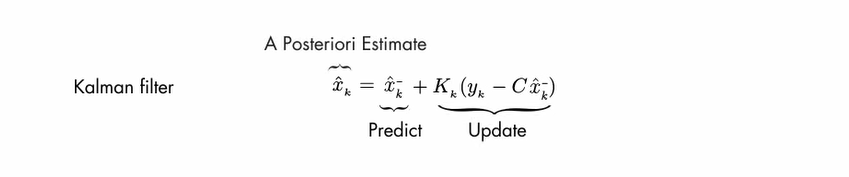 A Posteriori Estimate
Kalman filter
x̂ₖ = x̂ₖ⁻ + Kₖ(yₖ − Cx̂ₖ⁻)
Predict Update